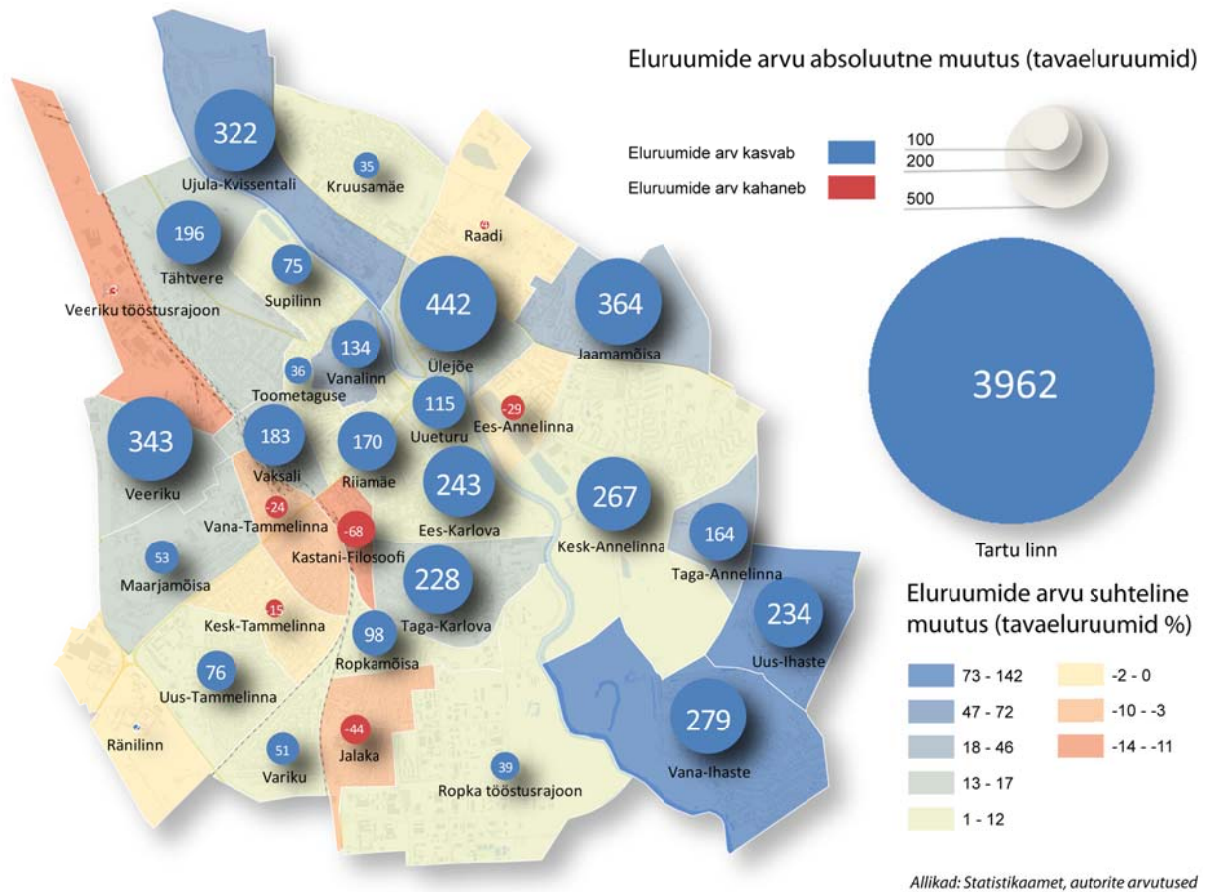 Eluruumide arvu absoluutne muutus (tavaeluruumid)
Eluruumide arv kasvab
Eluruumide arv kahaneb
100
200
500
322
Ujula-Kvissentali
35
Kruusamäe
Raadi
196
Tähtvere
75
Supilinn
442
Ülejõe
364
Jaamamõisa
Veeriku tööstusrajoon
134
Vanalinn
36
Toometaguse
115
Uueturu
-29
Ees-Annelinna
343
Veeriku
183
Vaksali
170
Riiamäe
243
Ees-Karlova
267
Kesk-Annelinna
3962
Tartu linn
-24
Vana-Tammelinna
-68
Kastani-Filosoofi
53
Maarjamõisa
164
Taga-Annelinna
228
Taga-Karlova
-15
Kesk-Tammelinna
98
Ropkamõisa
234
Uus-Ihaste
76
Uus-Tammelinna
279
Vana-Ihaste
Ränilinn
51
Variku
-44
Jalaka
39
Ropka tööstusrajoon
Eluruumide arvu suhteline
muutus (tavaeluruumid %)
73 - 142
47 - 72
18 - 46
13 - 17
1 - 12
-2 - 0
-10 - -3
-14 - -11
Allikad: Statistikaamet, autorite arvutused